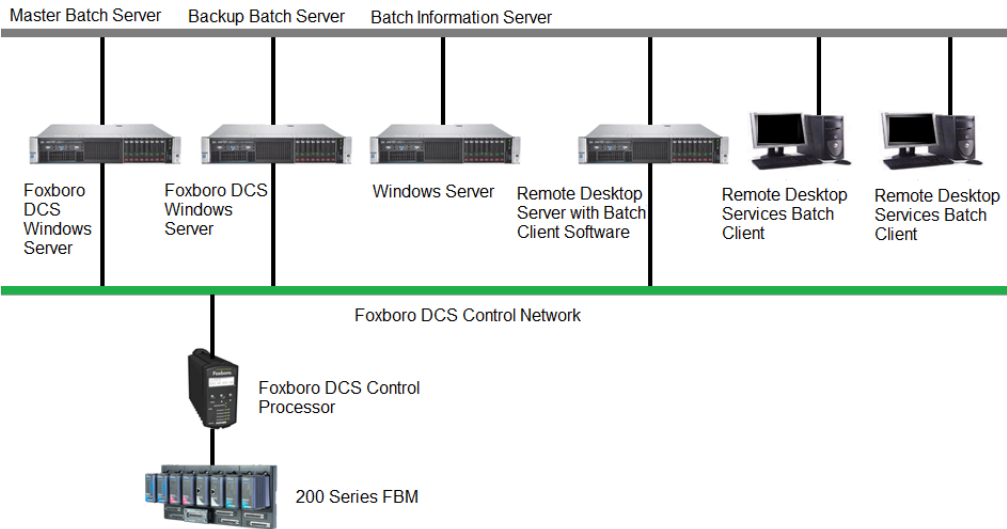 Master Batch Server
Backup Batch Server
Batch Information Server
Foxboro
DCS
Windows
Server
Foxboro DCS
Windows
Server
Windows Server
Remote Desktop
Server with Batch
Client Software
Remote Desktop
Services Batch
Client
Remote Desktop
Services Batch
Client
Foxboro DCS Control Network
Foxboro
Foxboro DCS Control
Processor
200 Series FBM